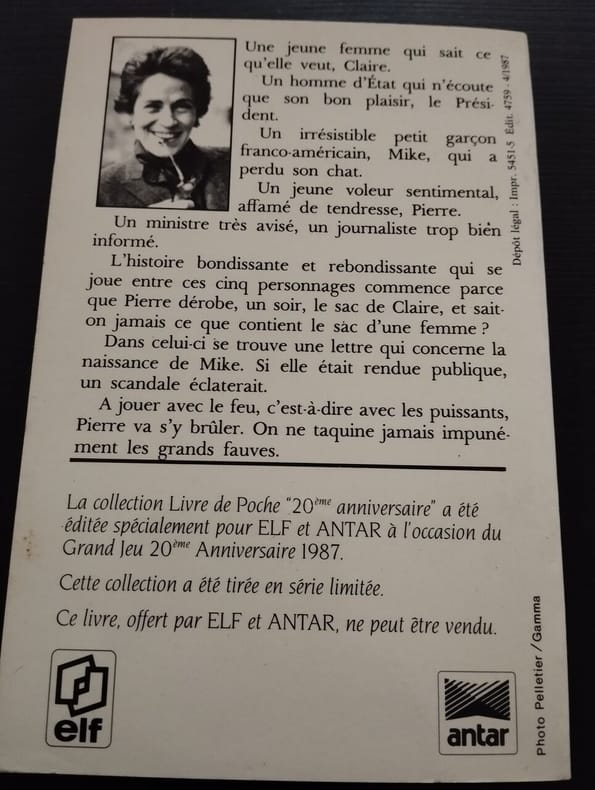 Une jeune femme qui sait ce
qu'elle veut, Claire.
Un homme d'État qui n'écoute
que son bon plaisir, le Prési-
dent.
Un irrésistible petit garçon
franco-américain, Mike, qui a
perdu son chat.
Un jeune voleur sentimental,
affamé de tendresse, Pierre.
Un ministre très avisé, un journaliste trop bien
informé.
L'histoire bondissante et rebondissante qui se
joue entre ces cinq personnages commence parce
que Pierre dérobe, un soir, le sac de Claire, et sait-
on jamais ce que contient le sac d'une femme ?
Dans celui-ci se trouve une lettre qui concerne la
naissance de Mike. Si elle était rendue publique,
un scandale éclaterait.
A jouer avec le feu, c'est-à-dire avec les puissants,
Pierre va s'y brûler. On ne taquine jamais impuné-
ment les grands fauves.
Dépôt légal : Impr. 5451-5 Edit. 4759 - 4/1987
La collection Livre de Poche "20ème anniversaire" a été
éditée spécialement pour ELF et ANTAR à l'occasion du
Grand Jeu 20ème Anniversaire 1987.
Cette collection a été tirée en série limitée.
Ce livre, offert par ELF et ANTAR, ne peut être vendu.
elf
antar
Photo Pelletier / Gamma